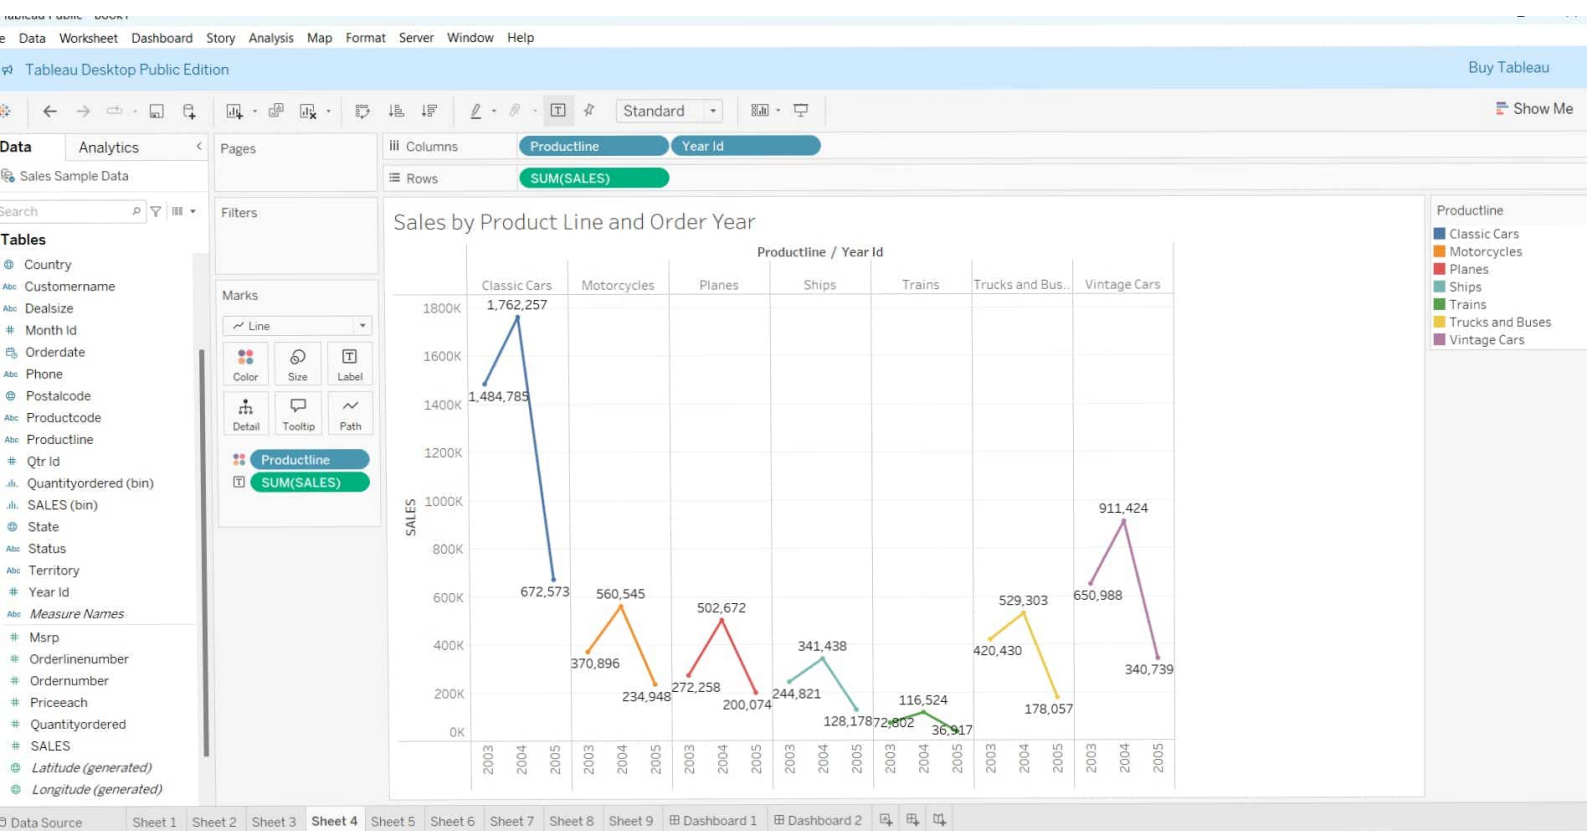 Data Worksheet Dashboard Story Analysis Map Format Server Window Help
Tableau Desktop Public Edition Buy Tableau
Standard Show Me
Data Analytics
Sales Sample Data
Search
Tables
Country
Abc Customername
Abc Dealsize
# Month Id
Orderdate
Abc Phone
Postalcode
Abc Productcode
Abc Productline
# Qtr Id
Quantityordered (bin)
SALES (bin)
State
Abc Status
Abc Territory
# Year Id
Abc Measure Names
# Msrp
# Orderlinenumber
# Ordernumber
# Priceeach
# Quantityordered
# SALES
Latitude (generated)
Longitude (generated)
Pages
Filters
Marks
Line
Color Size Label
Detail Tooltip Path
Productline
SUM(SALES)
Columns Productline Year Id
Rows SUM(SALES)
Sales by Product Line and Order Year
Productline / Year Id
Classic Cars Motorcycles Planes Ships Trains Trucks and Bus.. Vintage Cars
SALES
1800K
1600K
1400K
1200K
1000K
800K
600K
400K
200K
0K
1,762,257
1,484,785
672,573
560,545
370,896
234,948
502,672
272,258
200,074
341,438
244,821
128,178
116,524
72,802
36,917
529,303
420,430
178,057
911,424
650,988
340,739
2003 2004 2005 2003 2004 2005 2003 2004 2005 2003 2004 2005 2003 2004 2005 2003 2004 2005 2003 2004 2005
Productline
Classic Cars
Motorcycles
Planes
Ships
Trains
Trucks and Buses
Vintage Cars
Data Source Sheet 1 Sheet 2 Sheet 3 Sheet 4 Sheet 5 Sheet 6 Sheet 7 Sheet 8 Sheet 9 Dashboard 1 Dashboard 2